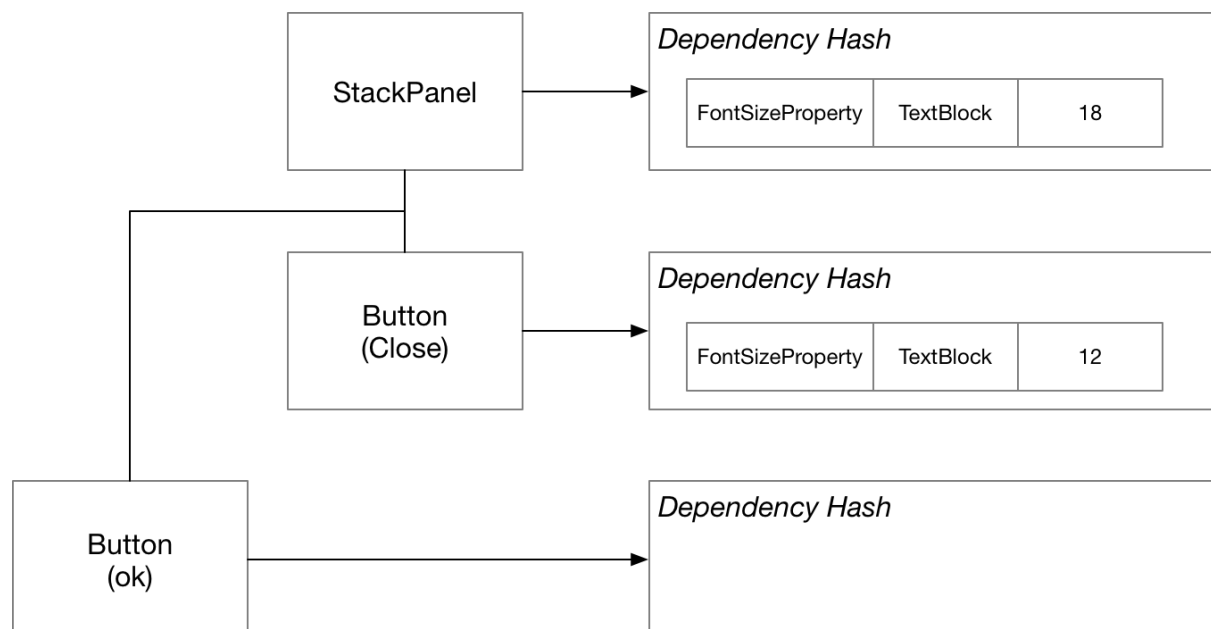 StackPanel
Dependency Hash
FontSizeProperty TextBlock 18
Button
(Close)
Dependency Hash
FontSizeProperty TextBlock 12
Button
(ok)
Dependency Hash